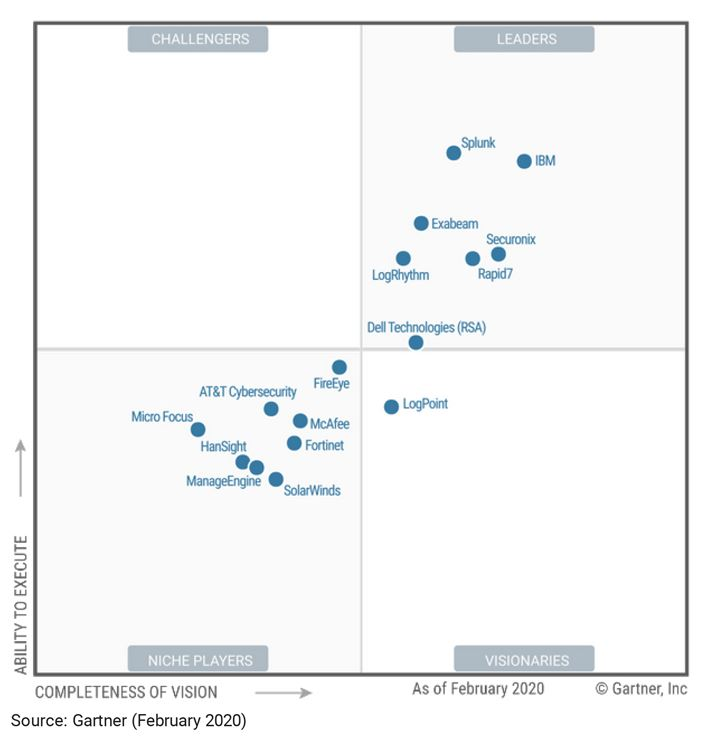 CHALLENGERS
LEADERS
Splunk
IBM
Exabeam
Securonix
LogRhythm
Rapid7
Dell Technologies (RSA)
FireEye
AT&T Cybersecurity
LogPoint
Micro Focus
McAfee
HanSight
Fortinet
ManageEngine
SolarWinds
ABILITY TO EXECUTE
NICHE PLAYERS
VISIONARIES
COMPLETENESS OF VISION
As of February 2020
© Gartner, Inc
Source: Gartner (February 2020)